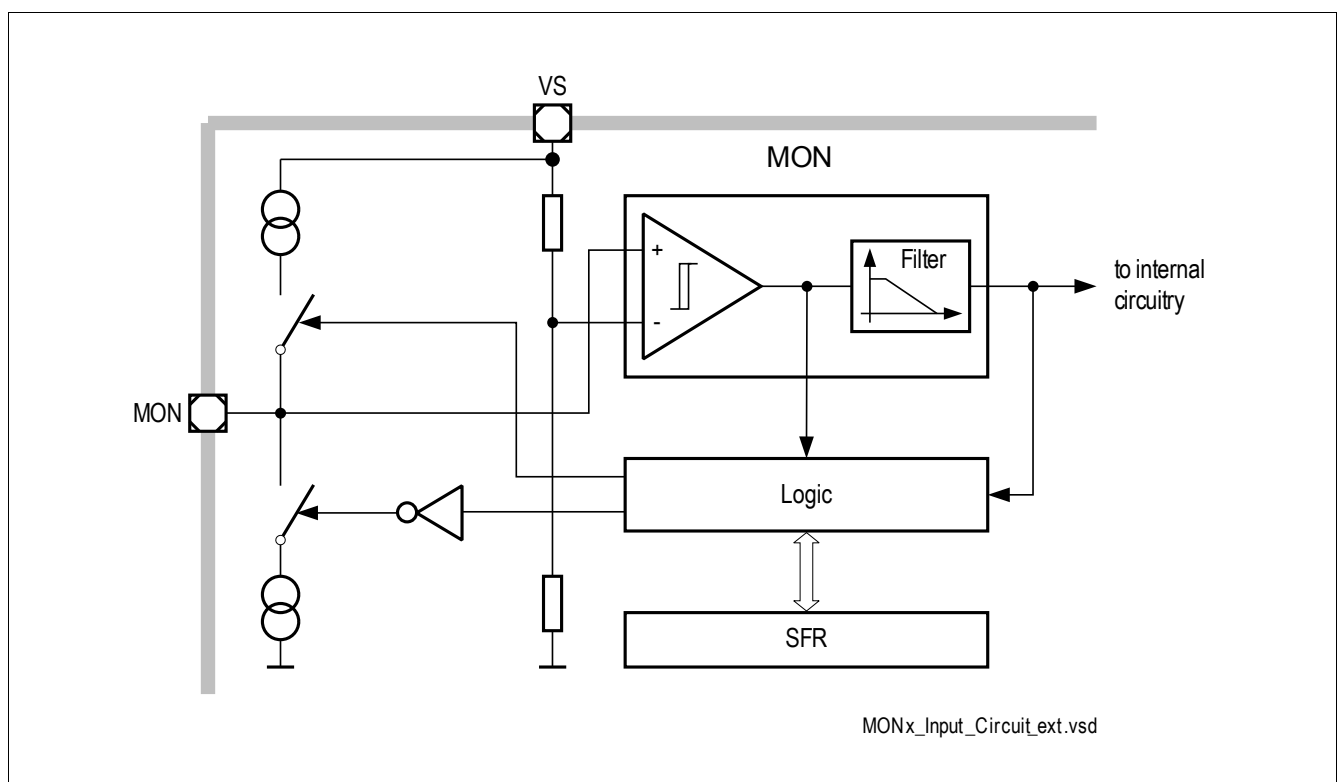 VS
MON
+
Filter
to internal
circuitry
-
MON
Logic
SFR
MONx_Input_Circuit_ext.vsd